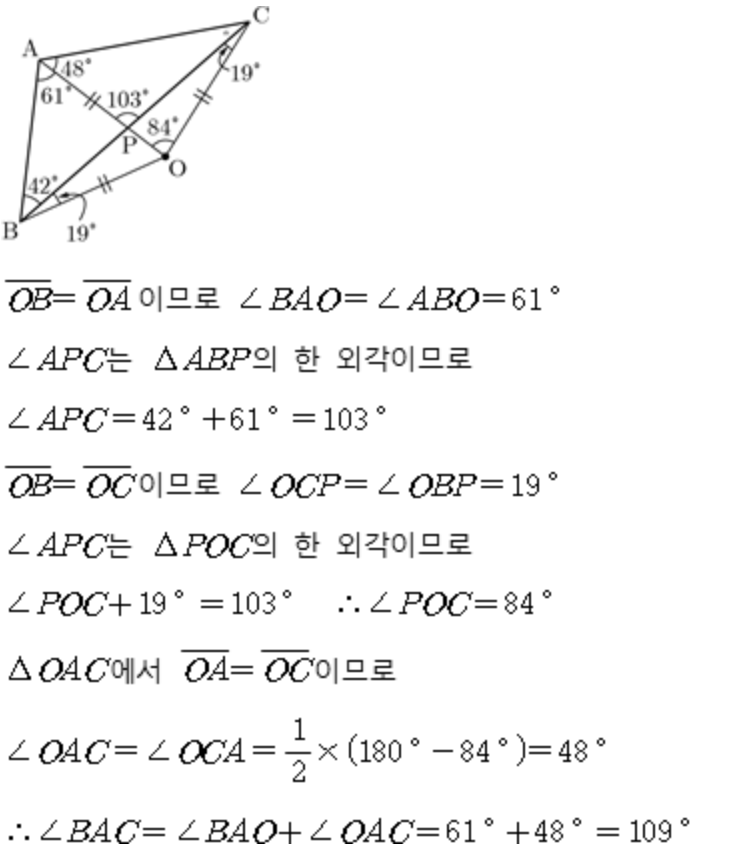 C
A
48°
19°
61°
103°
84°
P
O
42°
B
19°
OB= OA 이므로 ∠BAO=∠ABO=61°
∠APC는 △ABP의 한 외각이므로
∠APC=42°+61°=103°
OB= OC이므로 ∠OCP=∠OBP=19°
∠APC는 △POC의 한 외각이므로
∠POC+19°=103° ∴∠POC=84°
△OAC에서 OA=OC이므로
∠OAC=∠OCA=1/2×(180°-84°)=48°
∴∠BAC=∠BAO+∠OAC=61°+48°=109°